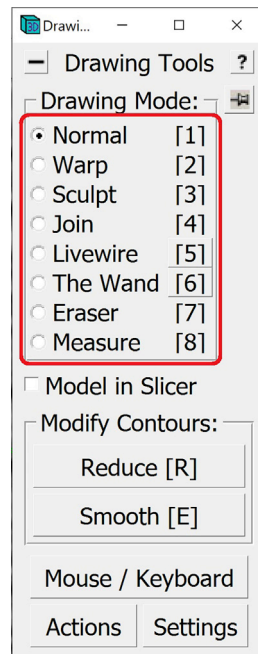 3D Drawi...
Drawing Tools ?
Drawing Mode:
Normal [1]
Warp [2]
Sculpt [3]
Join [4]
Livewire [5]
The Wand [6]
Eraser [7]
Measure [8]
Model in Slicer
Modify Contours:
Reduce [R]
Smooth [E]
Mouse / Keyboard
Actions Settings